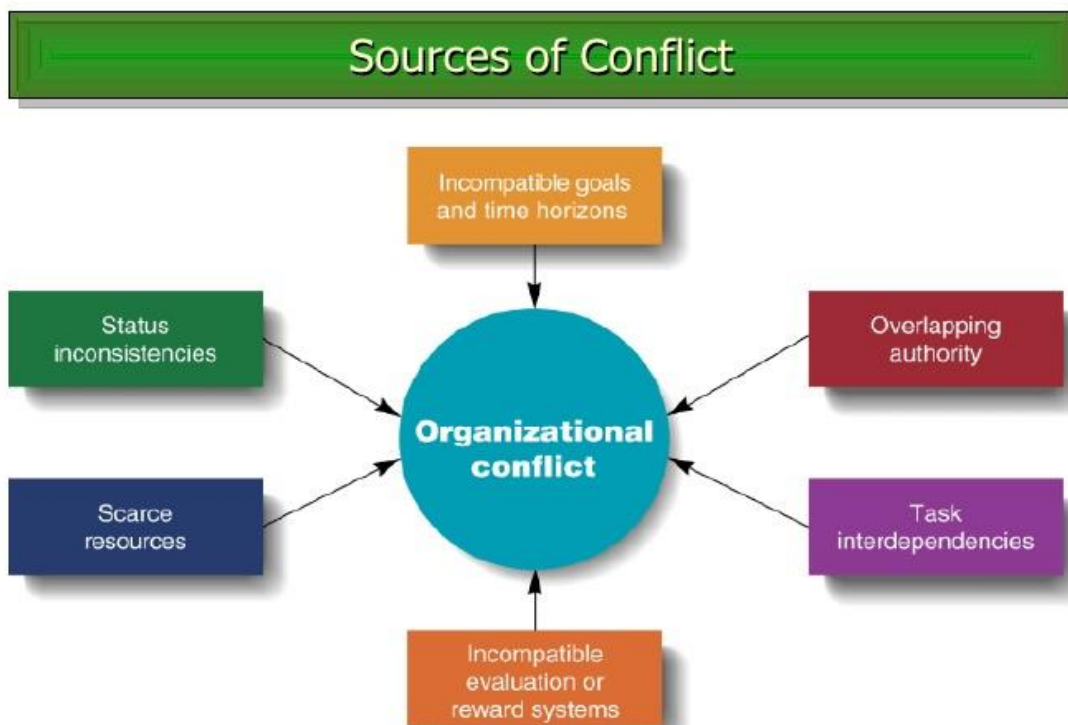 Sources of Conflict
Incompatible goals
and time horizons
Status
inconsistencies
Overlapping
authority
Organizational
conflict
Scarce
resources
Task
interdependencies
Incompatible
evaluation or
reward systems